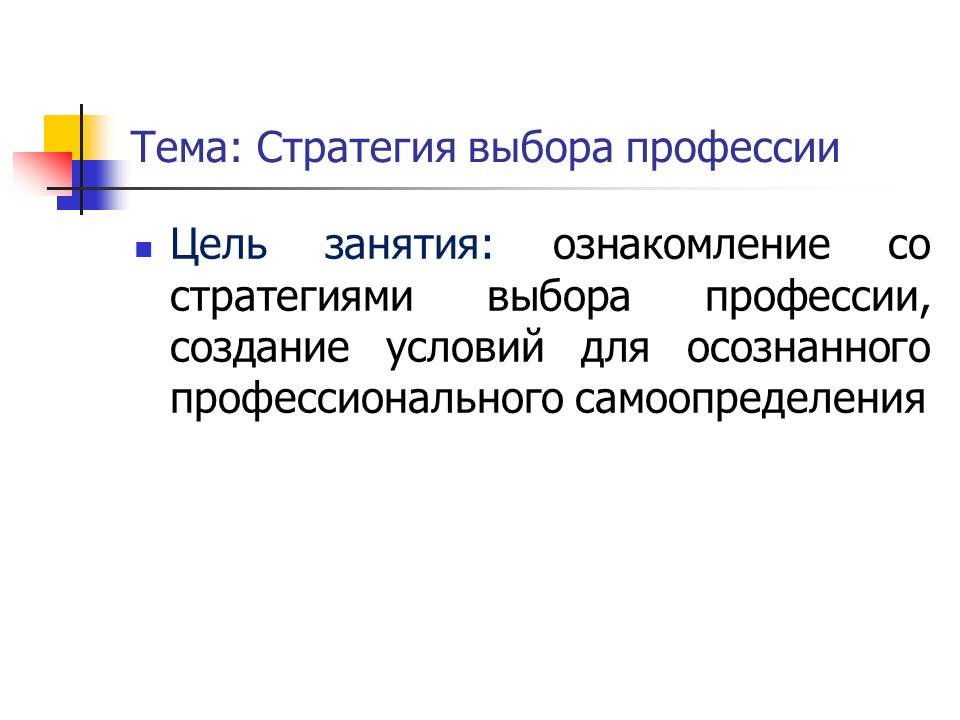 Тема: Стратегия выбора профессии
Цель занятия: ознакомление со
стратегиями выбора профессии,
создание условий для осознанного
профессионального самоопределения